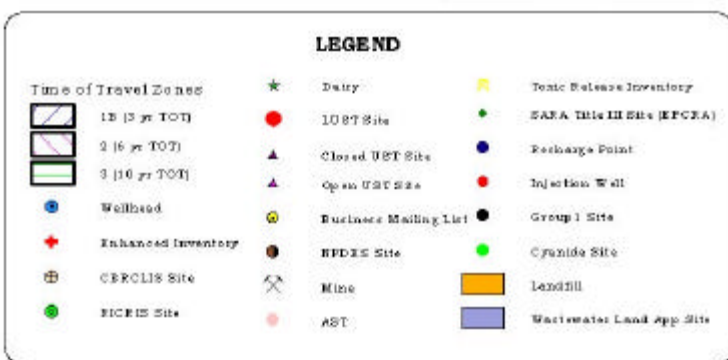 LEGEND
Time of Travel Zones
1B (3 yr TOT)
2 (6 yr TOT)
3 (10 yr TOT)
Wellhead
Enhanced Inventory
CERCLIS Site
RICRIS Site
Dairy
LUST Site
Closed UST Site
Open UST Site
Business Mailing List
NPDES Site
Mine
AST
Toxic Release Inventory
SARA Title III Site (EPCRA)
Recharge Point
Injection Well
Group 1 Site
Cyanide Site
Landfill
Wastewater Land App Site